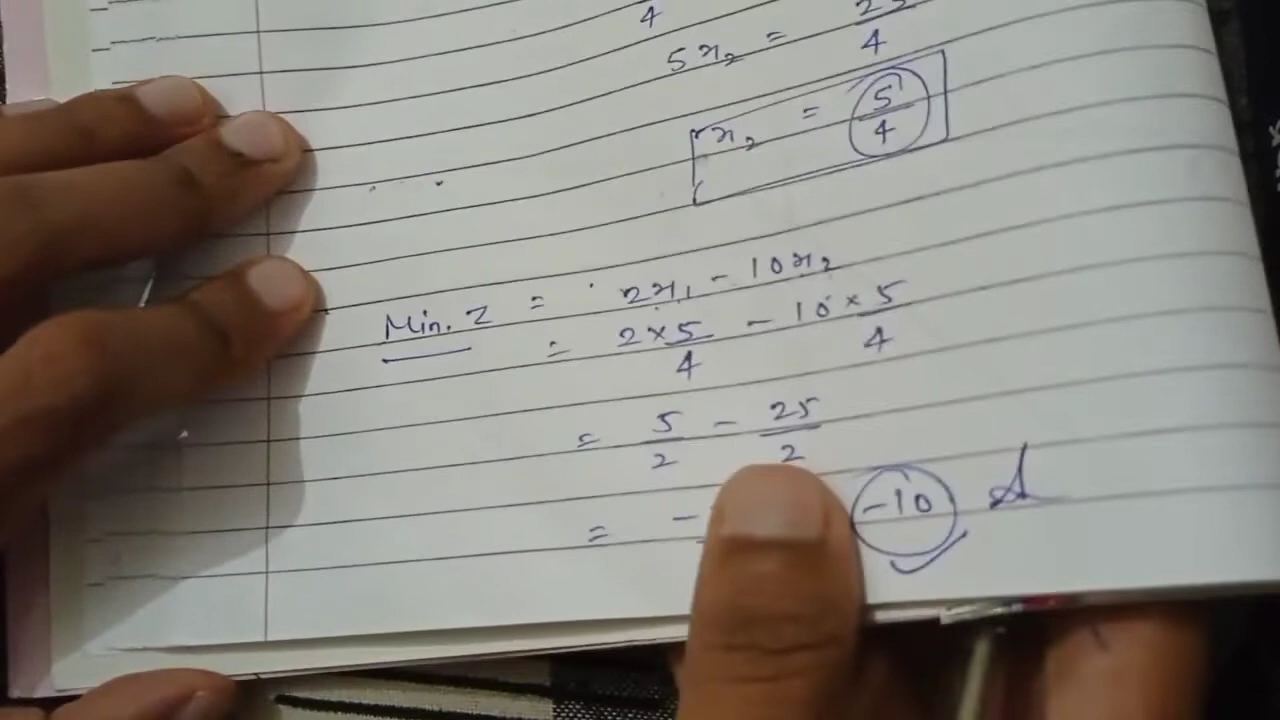 4
5x₂ = 25/4
x₂ = 5/4
Min. Z = 2x₁ - 10x₂
= 2×5/4 - 10×5/4
= 5/2 - 25/2
= - -10